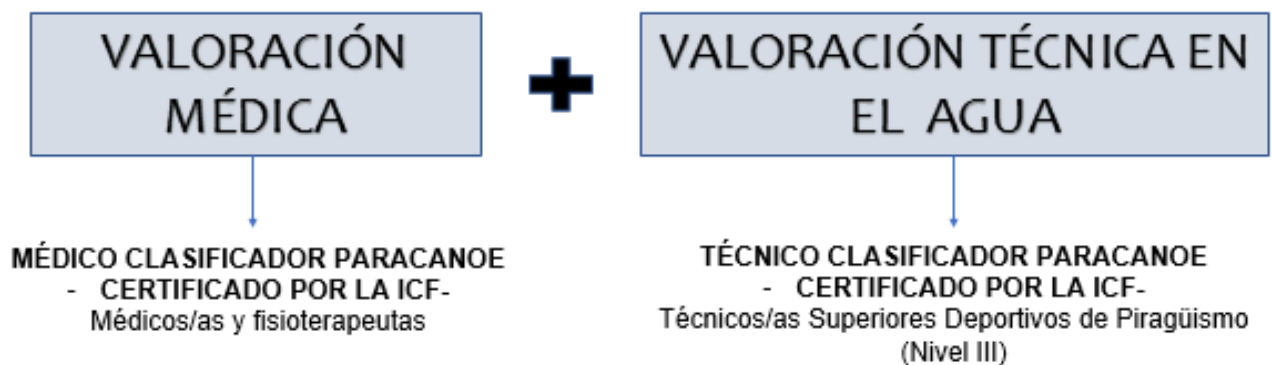 VALORACIÓN
MÉDICA
VALORACIÓN TÉCNICA EN
EL AGUA
MÉDICO CLASIFICADOR PARACANOE
- CERTIFICADO POR LA ICF-
Médicos/as y fisioterapeutas
TÉCNICO CLASIFICADOR PARACANOE
- CERTIFICADO POR LA ICF-
Técnicos/as Superiores Deportivos de Piragüismo
(Nivel III)